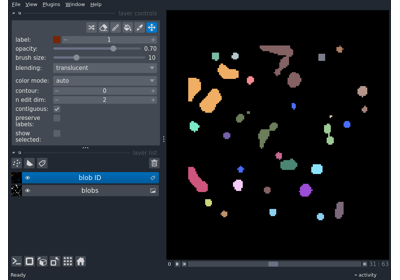 File View Plugins Window Help
layer controls
label: 1
opacity: 0.70
brush size: 10
blending: translucent
color mode: auto
contour: 0
n edit dim: 2
contiguous:
preserve
labels:
show
selected:
layer list
blob ID
blobs
31 63
Ready
activity